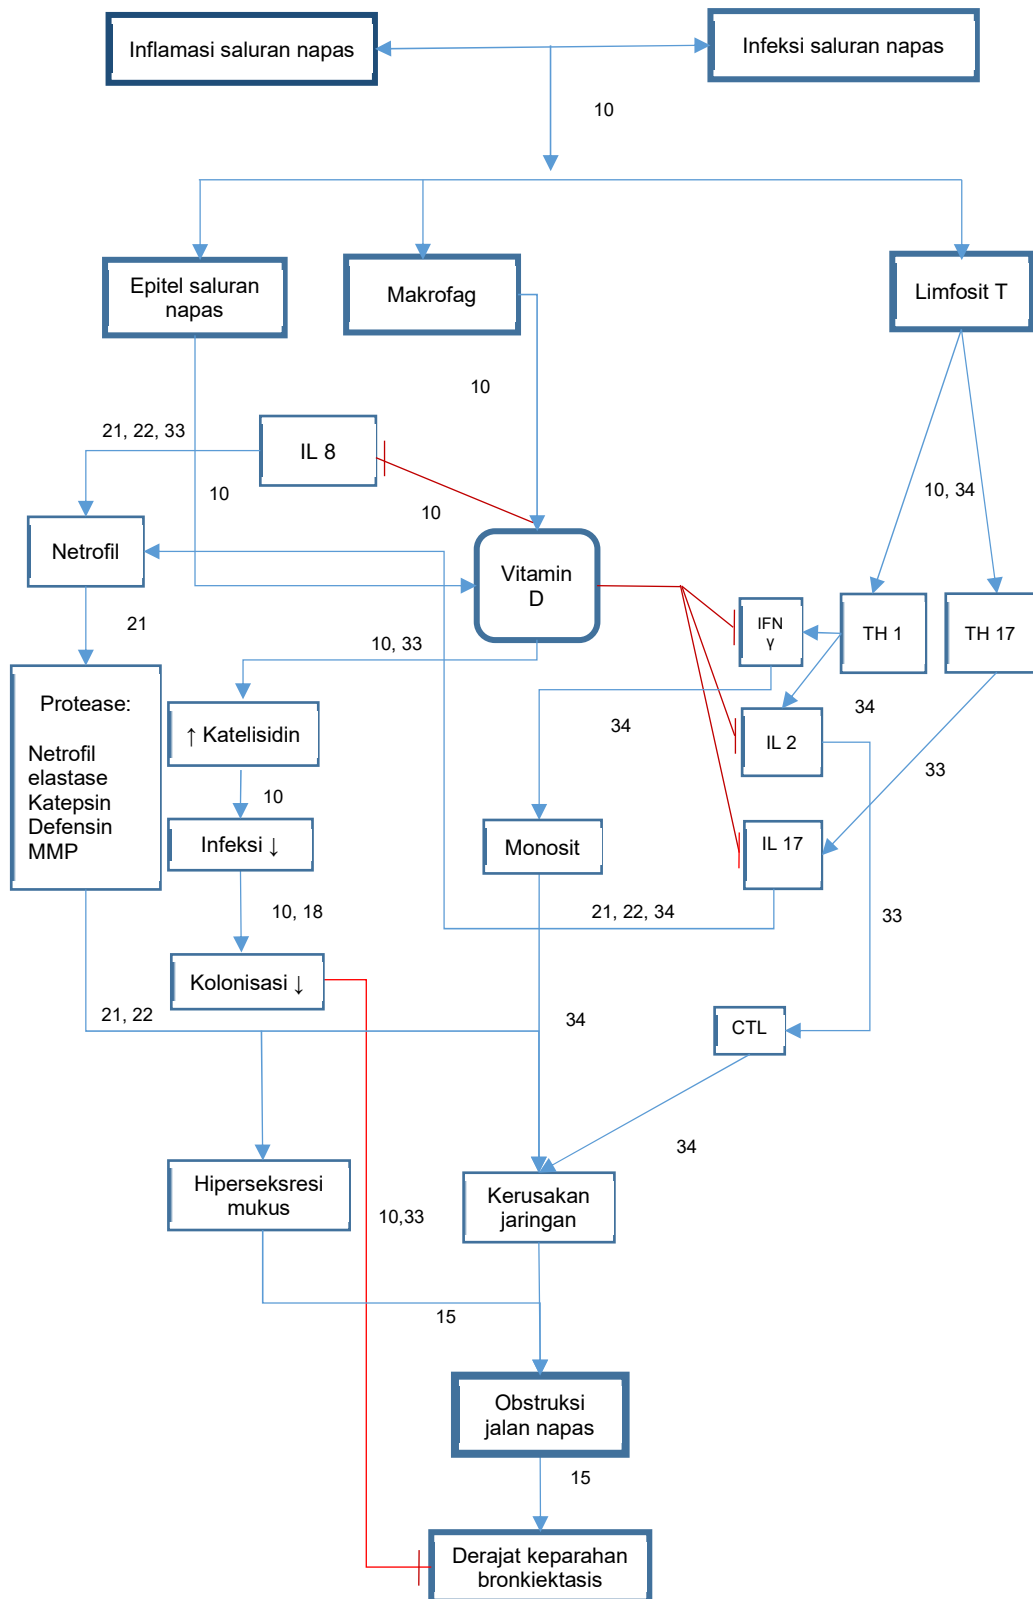 Inflamasi saluran napas
Infeksi saluran napas
10
Epitel saluran
napas
Makrofag
Limfosit T
10
21, 22, 33
IL 8
10
10
10, 34
Netrofil
Vitamin
D
IFN
γ
TH 1
TH 17
21
10, 33
Protease:
Netrofil
elastase
Katepsin
Defensin
MMP
↑ Katelisidin
34
IL 2
34
33
10
Infeksi ↓
Monosit
IL 17
10, 18
21, 22, 34
33
Kolonisasi ↓
21, 22
34
CTL
34
Hiperseksresi
mukus
10,33
Kerusakan
jaringan
15
Obstruksi
jalan napas
15
Derajat keparahan
bronkiektasis